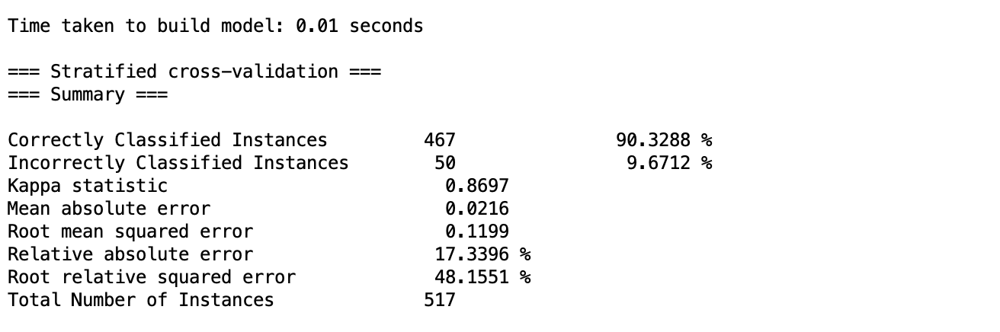 Time taken to build model: 0.01 seconds
=== Stratified cross-validation ===
=== Summary ===
Correctly Classified Instances 467 90.3288 %
Incorrectly Classified Instances 50 9.6712 %
Kappa statistic 0.8697
Mean absolute error 0.0216
Root mean squared error 0.1199
Relative absolute error 17.3396 %
Root relative squared error 48.1551 %
Total Number of Instances 517